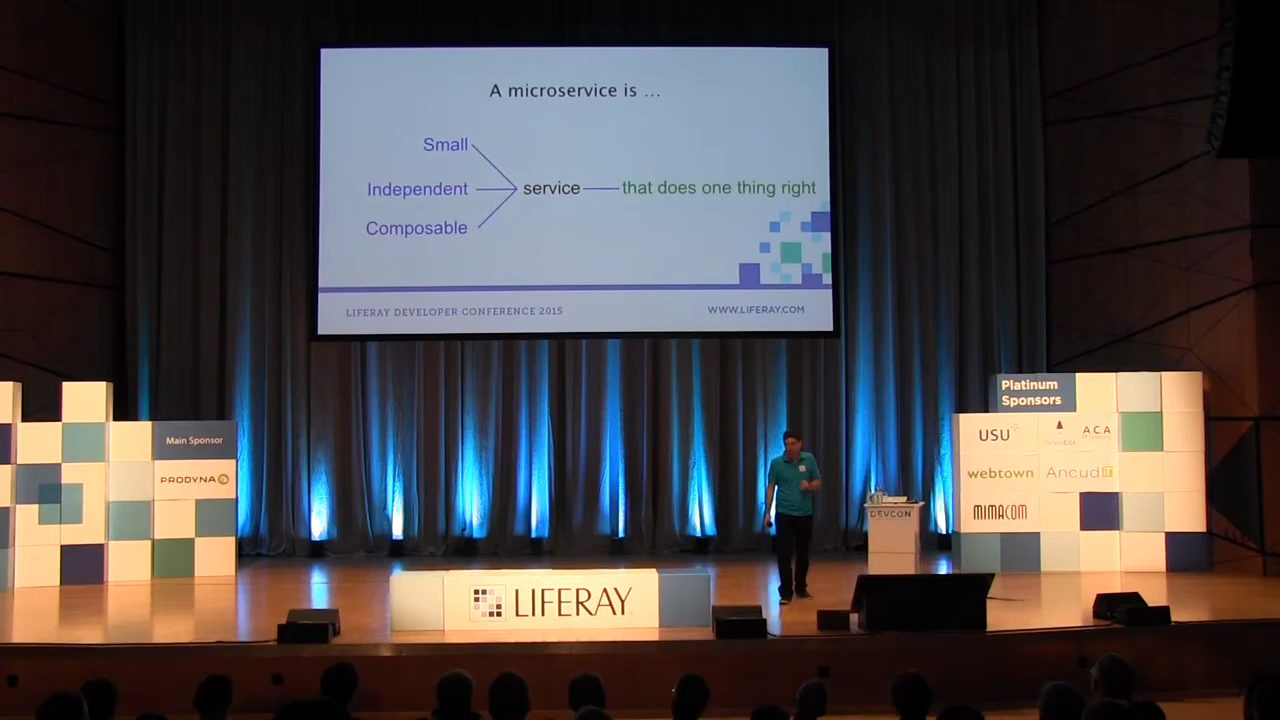 A microservice is ...
Small
Independent
Composable
service
that does one thing right
LIFERAY DEVELOPER CONFERENCE 2015
WWW.LIFERAY.COM
Main Sponsor
PRODYNA
Platinum
Sponsors
USU
ACA
webtown
Ancud IT
MIMACOM
DEVCON
LIFERAY